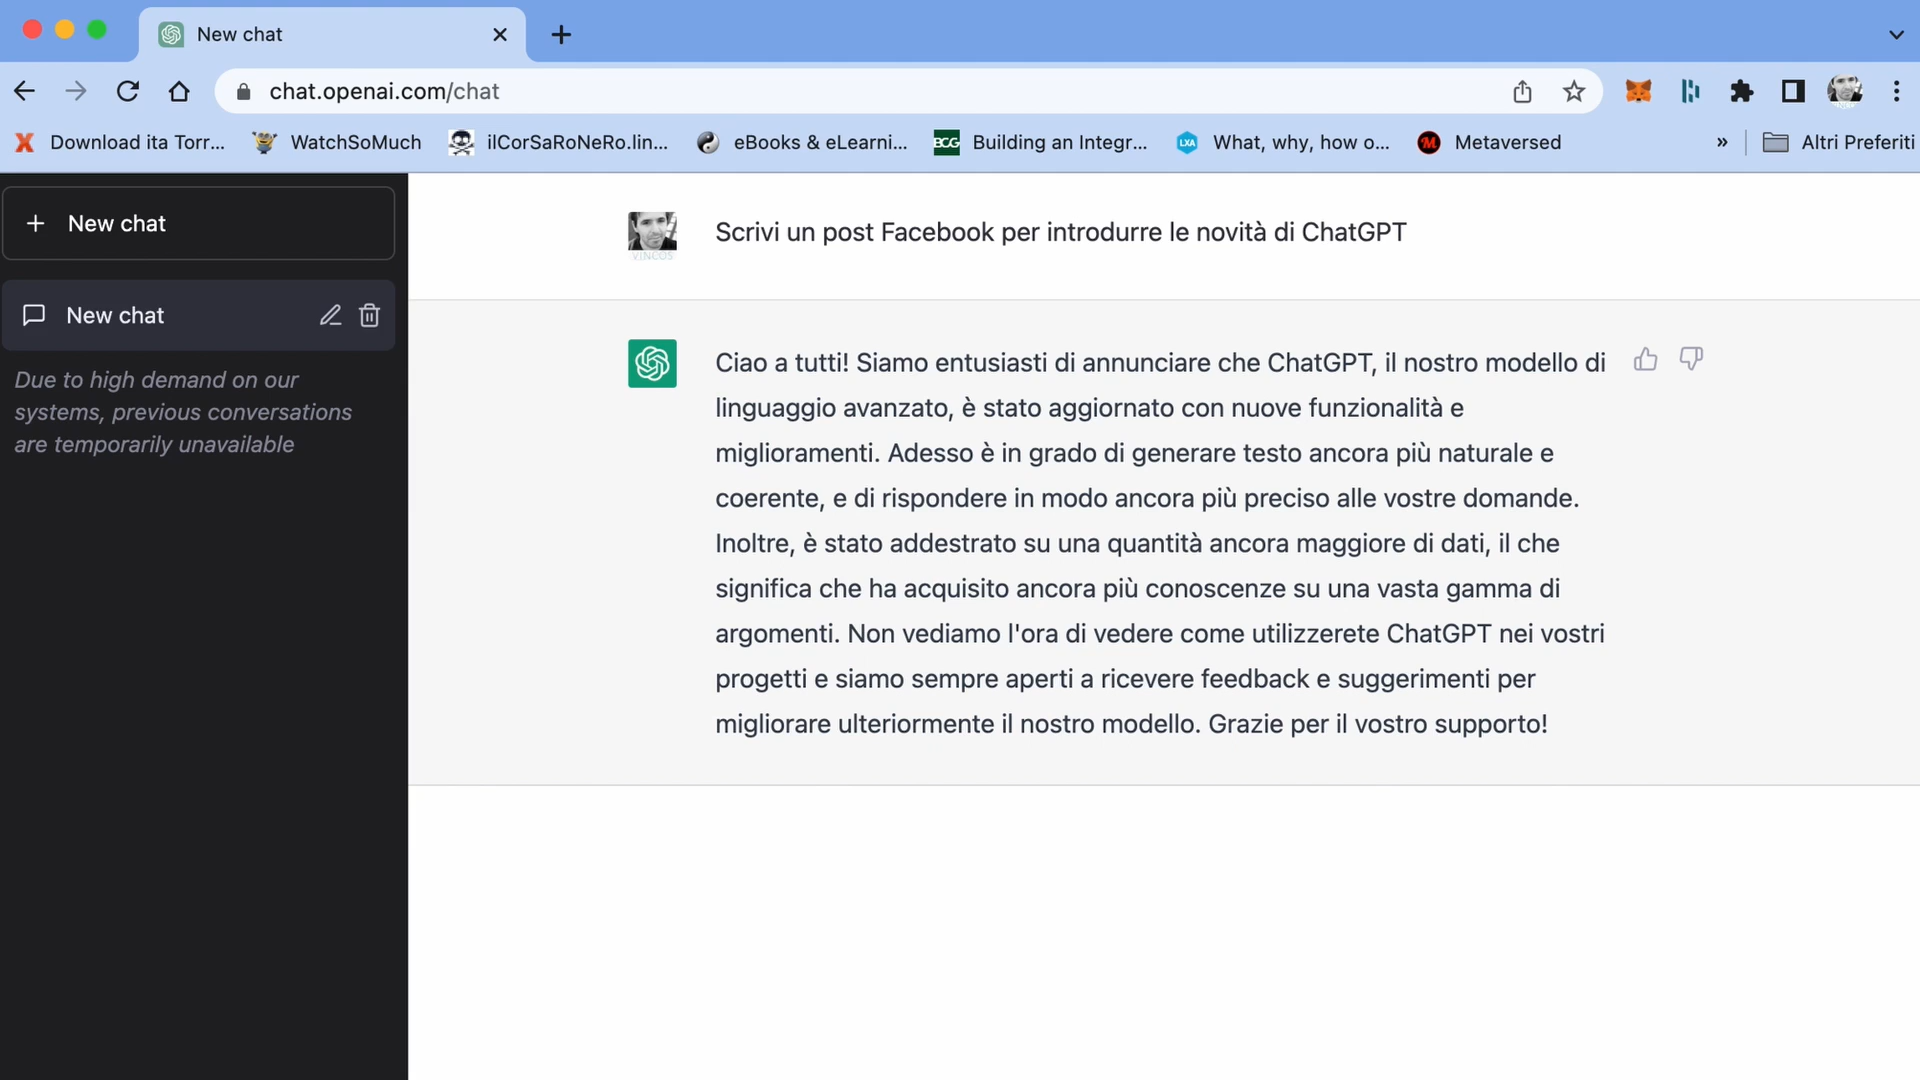 New chat
chat.openai.com/chat
Download ita Torr...
WatchSoMuch
ilCorSaRoNeRo.lin...
eBooks & eLearni...
BCG
Building an Integr...
LXA
What, why, how o...
M
Metaversed
»
Altri Preferiti
New chat
New chat
Due to high demand on our
systems, previous conversations
are temporarily unavailable
VINCOS
Scrivi un post Facebook per introdurre le novità di ChatGPT
Ciao a tutti! Siamo entusiasti di annunciare che ChatGPT, il nostro modello di
linguaggio avanzato, è stato aggiornato con nuove funzionalità e
miglioramenti. Adesso è in grado di generare testo ancora più naturale e
coerente, e di rispondere in modo ancora più preciso alle vostre domande.
Inoltre, è stato addestrato su una quantità ancora maggiore di dati, il che
significa che ha acquisito ancora più conoscenze su una vasta gamma di
argomenti. Non vediamo l'ora di vedere come utilizzerete ChatGPT nei vostri
progetti e siamo sempre aperti a ricevere feedback e suggerimenti per
migliorare ulteriormente il nostro modello. Grazie per il vostro supporto!